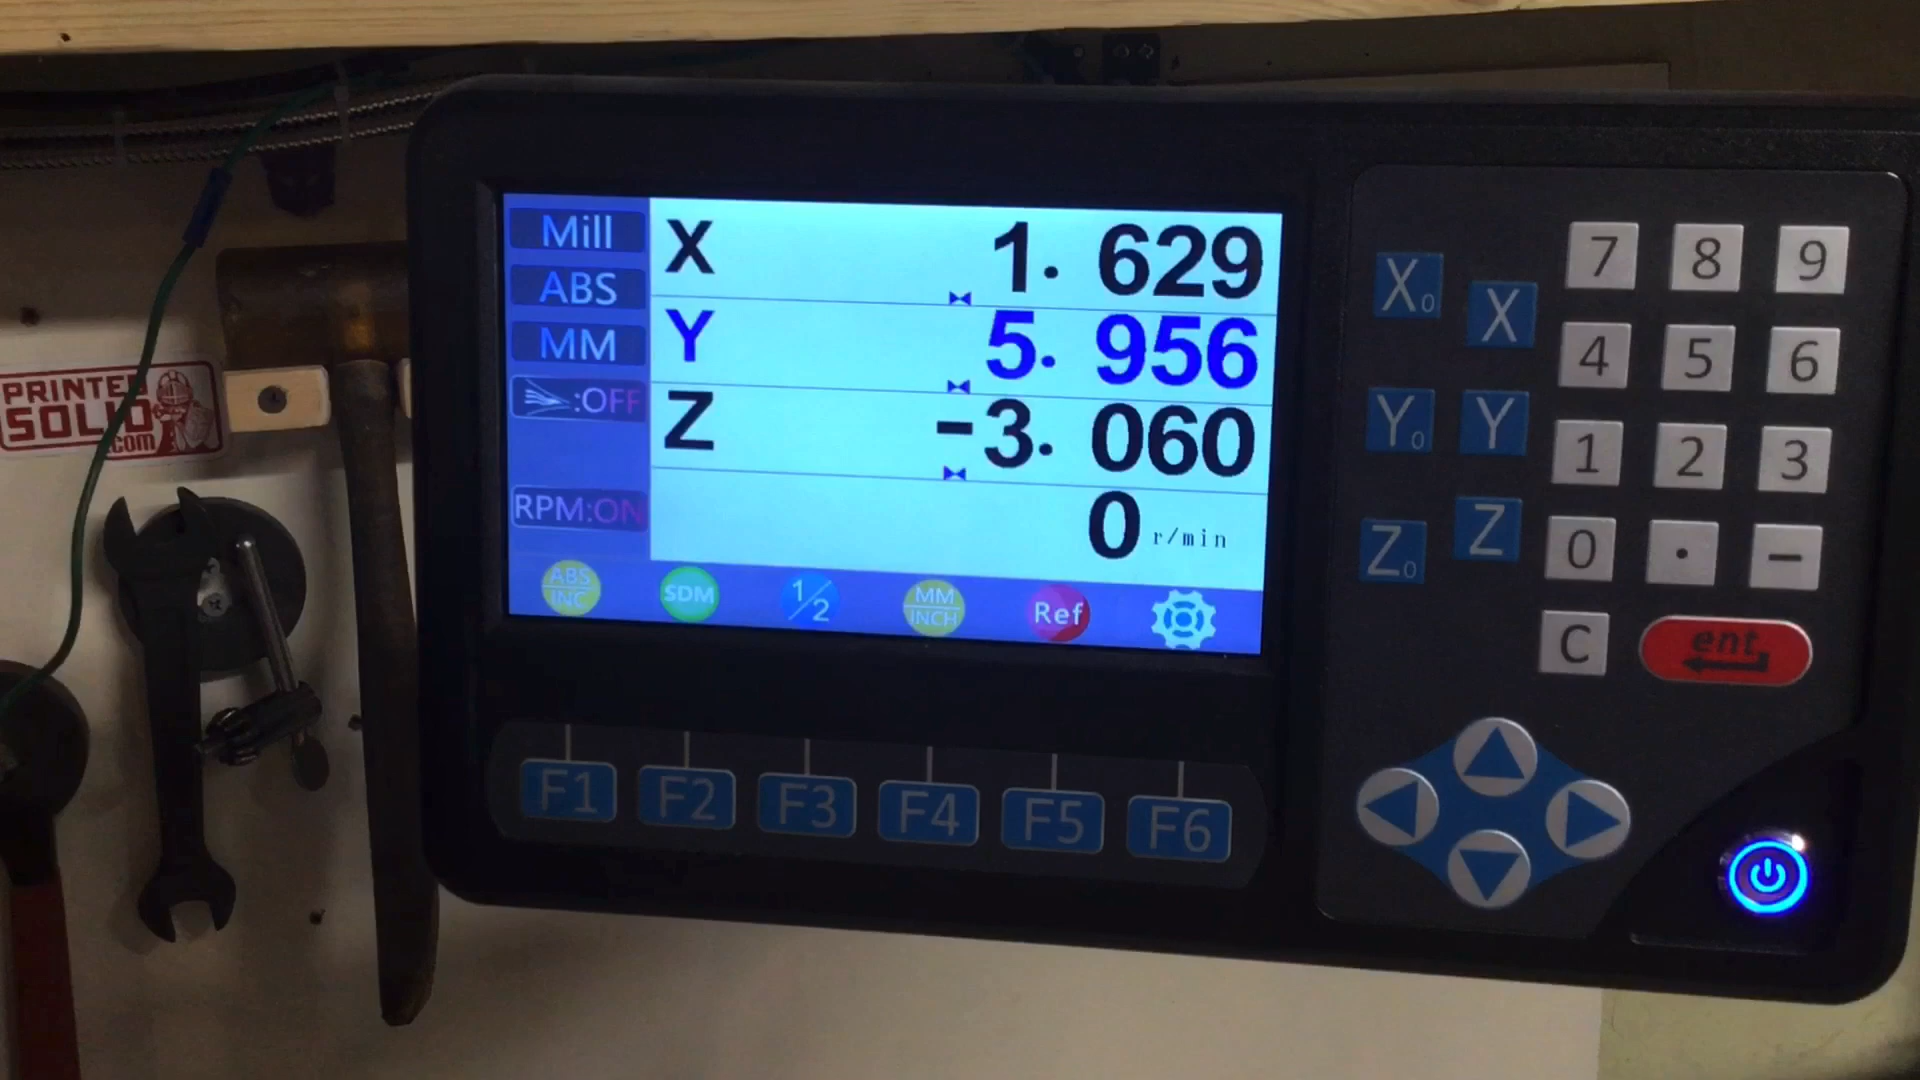 PRINTED
SOLID
.com
Mill
ABS
MM
:OFF
RPM:ON
X 1.629
Y 5.956
Z -3.060
0 r/min
ABS
INC
SDM
1/2
MM
INCH
Ref
F1 F2 F3 F4 F5 F6
X0 X 7 8 9
4 5 6
Y0 Y 1 2 3
Z0 Z 0 . -
C ent